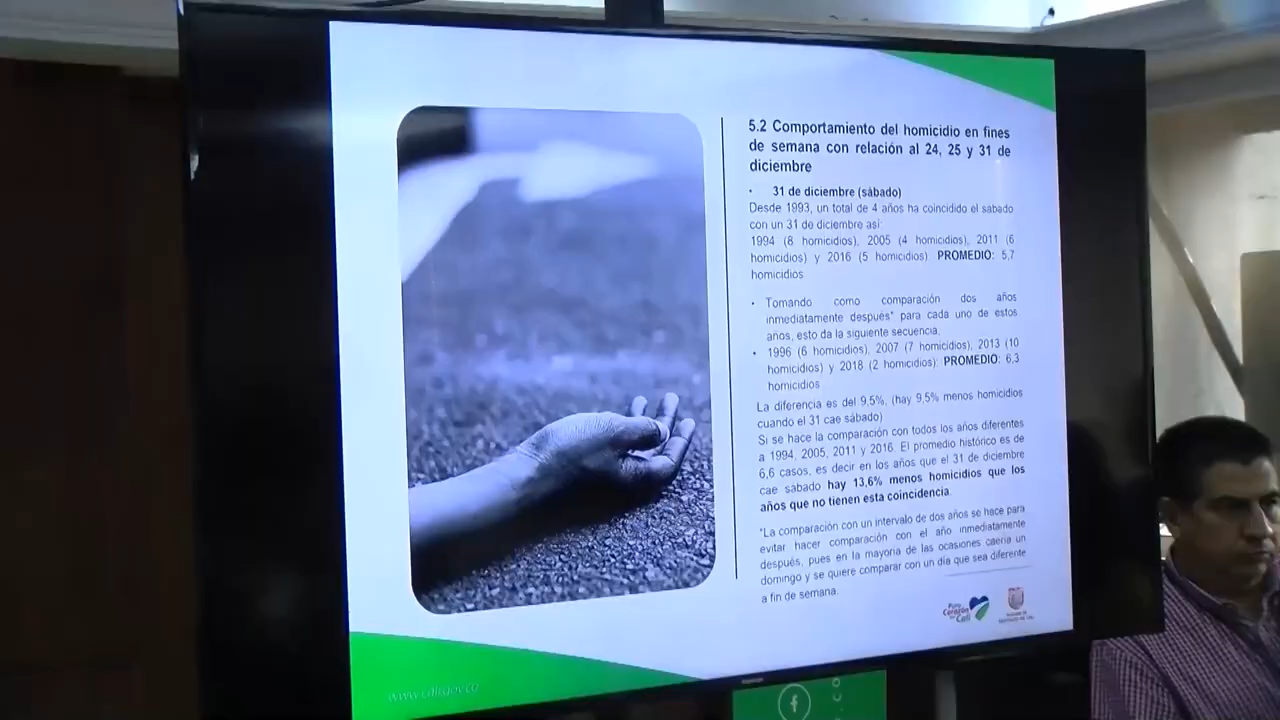 5.2 Comportamiento del homicidio en fines
de semana con relación al 24, 25 y 31 de
diciembre
• 31 de diciembre (sábado)
Desde 1993, un total de 4 años ha coincidido el sabado
con un 31 de diciembre así:
1994 (8 homicidios), 2005 (4 homicidios), 2011 (6
homicidios) y 2016 (5 homicidios) PROMEDIO: 5,7
homicidios
• Tomando como comparación dos años
inmediatamente después* para cada uno de estos
años, esto da la siguiente secuencia,
• 1996 (6 homicidios), 2007 (7 homicidios), 2013 (10
homicidios) y 2018 (2 homicidios): PROMEDIO: 6,3
homicidios
La diferencia es del 9,5%, (hay 9,5% menos homicidios
cuando el 31 cae sábado)
Si se hace la comparación con todos los años diferentes
a 1994, 2005, 2011 y 2016. El promedio histórico es de
6,6 casos, es decir en los años que el 31 de diciembre
cae sábado hay 13,6% menos homicidios que los
años que no tienen esta coincidencia.
*La comparación con un intervalo de dos años se hace para
evitar hacer comparación con el año inmediatamente
después, pues en la mayoría de las ocasiones caería un
domingo y se quiere comparar con un día que sea diferente
a fin de semana.
Puro
Corazón
Cali
www.cali.gov.co
f